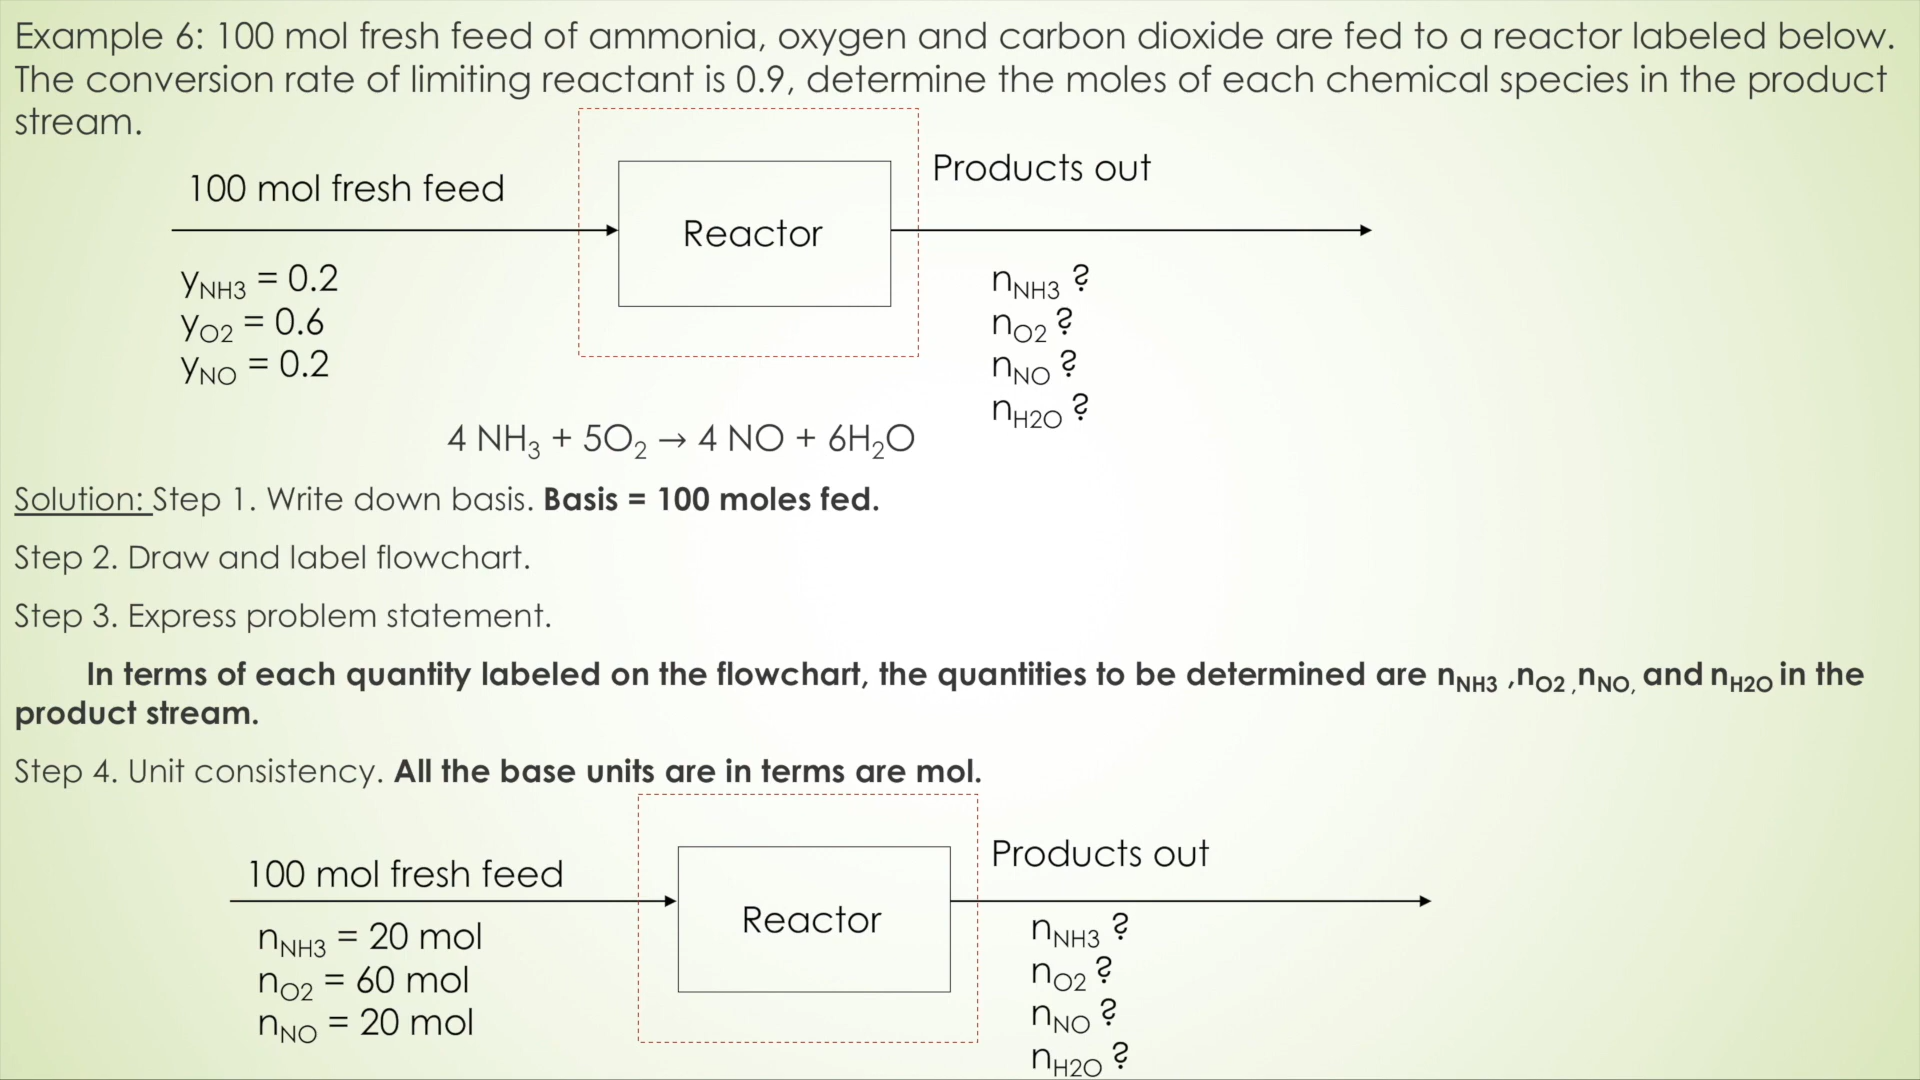 Example 6: 100 mol fresh feed of ammonia, oxygen and carbon dioxide are fed to a reactor labeled below.
The conversion rate of limiting reactant is 0.9, determine the moles of each chemical species in the product
stream.
100 mol fresh feed
Reactor
Products out
yNH3 = 0.2
yO2 = 0.6
yNO = 0.2
nNH3 ?
nO2 ?
nNO ?
nH2O ?
4 NH₃ + 5O₂ → 4 NO + 6H₂O
Solution: Step 1. Write down basis. Basis = 100 moles fed.
Step 2. Draw and label flowchart.
Step 3. Express problem statement.
In terms of each quantity labeled on the flowchart, the quantities to be determined are nNH3 ,nO2 ,nNO, and nH2O in the
product stream.
Step 4. Unit consistency. All the base units are in terms are mol.
100 mol fresh feed
Reactor
Products out
nNH3 = 20 mol
nO2 = 60 mol
nNO = 20 mol
nNH3 ?
nO2 ?
nNO ?
nH2O ?